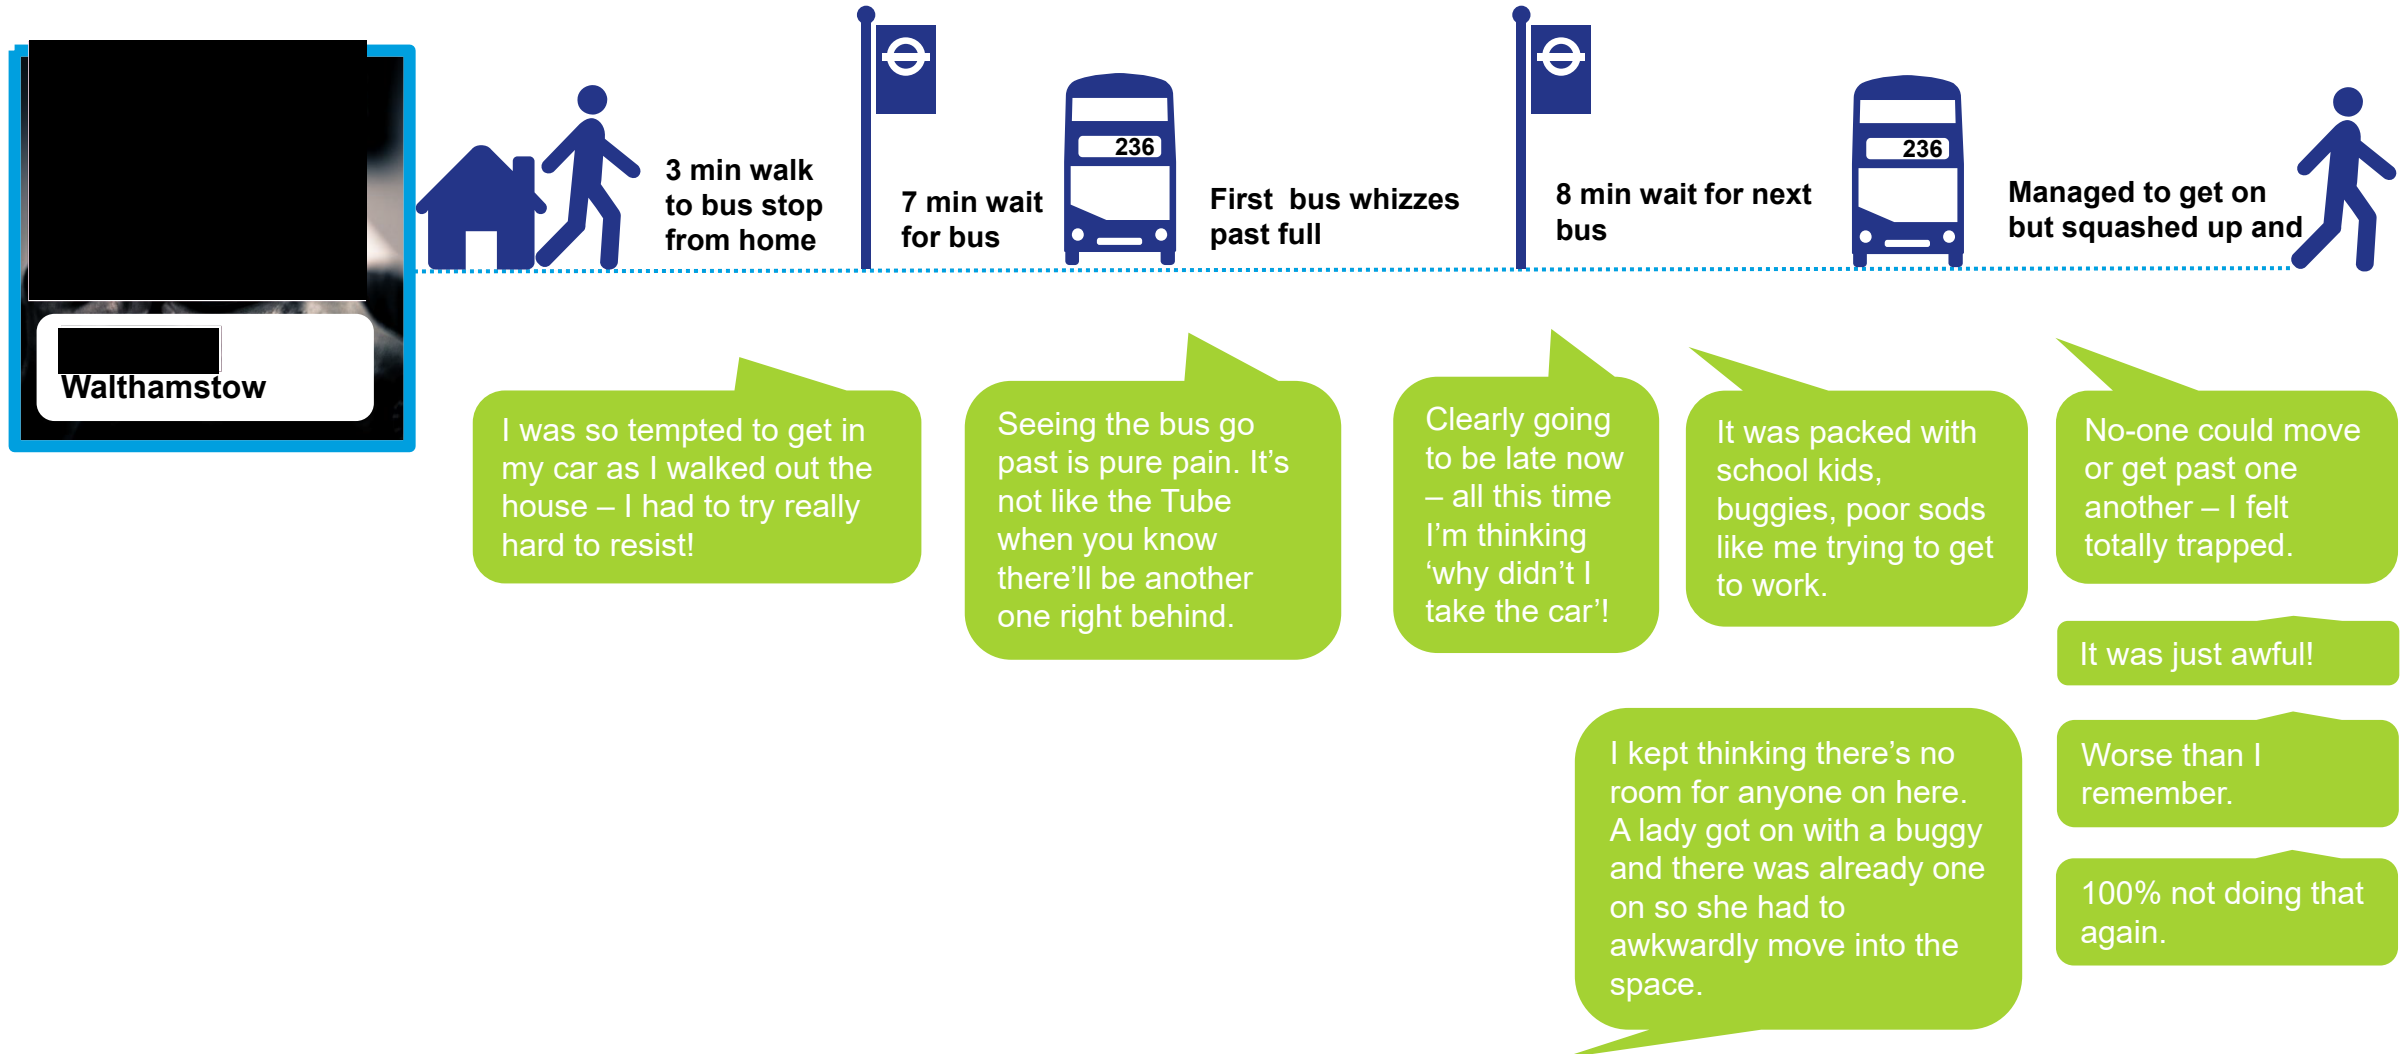 Walthamstow
3 min walk
to bus stop
from home
7 min wait
for bus
236
First  bus whizzes
past full
8 min wait for next
bus
236
Managed to get on
but squashed up and
I was so tempted to get in
my car as I walked out the
house – I had to try really
hard to resist!
Seeing the bus go
past is pure pain. It’s
not like the Tube
when you know
there’ll be another
one right behind.
Clearly going
to be late now
– all this time
I’m thinking
‘why didn’t I
take the car’!
It was packed with
school kids,
buggies, poor sods
like me trying to get
to work.
No-one could move
or get past one
another – I felt
totally trapped.
It was just awful!
Worse than I
remember.
100% not doing that
again.
I kept thinking there’s no
room for anyone on here.
A lady got on with a buggy
and there was already one
on so she had to
awkwardly move into the
space.